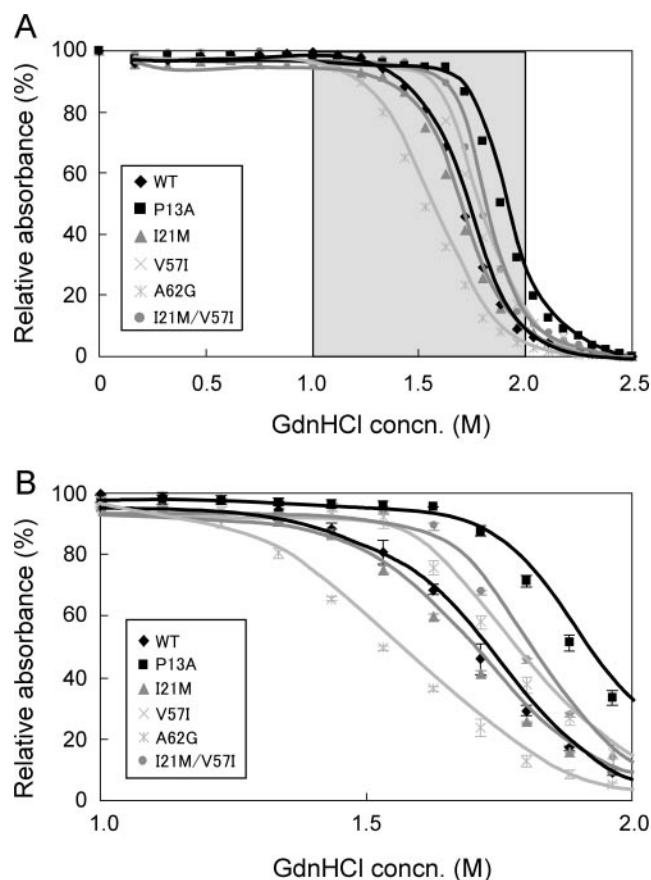 A
Relative absorbance (%)
100
80
60
40
20
0
WT
P13A
I21M
V57I
A62G
I21M/V57I
0
0.5
1.0
1.5
2.0
2.5
GdnHCl concn. (M)
B
Relative absorbance (%)
100
80
60
40
20
0
WT
P13A
I21M
V57I
A62G
I21M/V57I
1.0
1.5
2.0
GdnHCl concn. (M)